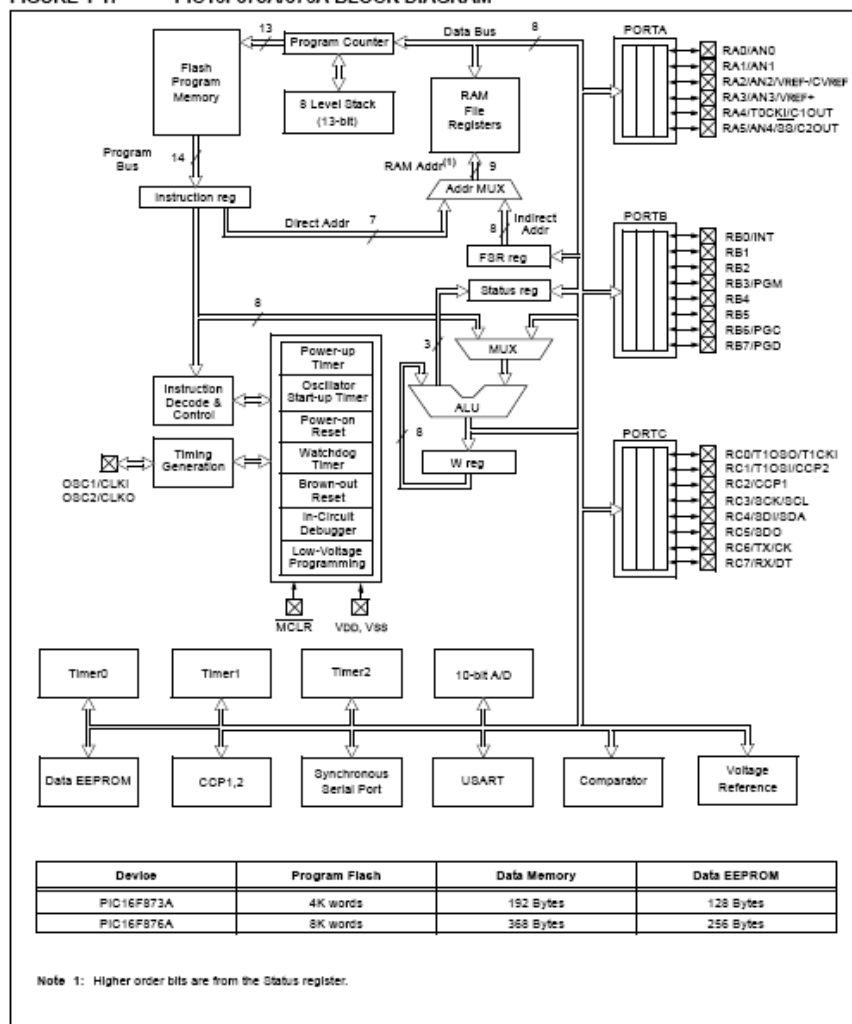 FIGURE 1-1: PIC16F873A/876A BLOCK DIAGRAM
13
Program Counter
Data Bus
8
PORTA
Flash
Program
Memory
8 Level Stack
(13-bit)
RAM
File
Registers
RA0/AN0
RA1/AN1
RA2/AN2/VREF-/CVREF
RA3/AN3/VREF+
RA4/T0CKI/C1OUT
RA5/AN4/SS/C2OUT
Program
Bus
14
RAM Addr(1)
9
Addr MUX
Instruction reg
Direct Addr
7
8
Indirect
Addr
FSR reg
Status reg
PORTB
RB0/INT
RB1
RB2
RB3/PGM
RB4
RB5
RB6/PGC
RB7/PGD
8
3
MUX
ALU
8
W reg
Instruction
Decode &
Control
Timing
Generation
OSC1/CLKI
OSC2/CLKO
Power-up
Timer
Oscillator
Start-up Timer
Power-on
Reset
Watchdog
Timer
Brown-out
Reset
In-Circuit
Debugger
Low-Voltage
Programming
MCLR
VDD, VSS
PORTC
RC0/T1OSO/T1CKI
RC1/T1OSI/CCP2
RC2/CCP1
RC3/SCK/SCL
RC4/SDI/SDA
RC5/SDO
RC6/TX/CK
RC7/RX/DT
Timer0
Timer1
Timer2
10-bit A/D
Data EEPROM
CCP1,2
Synchronous
Serial Port
USART
Comparator
Voltage
Reference
Device Program Flash Data Memory Data EEPROM
PIC16F873A 4K words 192 Bytes 128 Bytes
PIC16F876A 8K words 368 Bytes 256 Bytes
Note 1: Higher order bits are from the Status register.